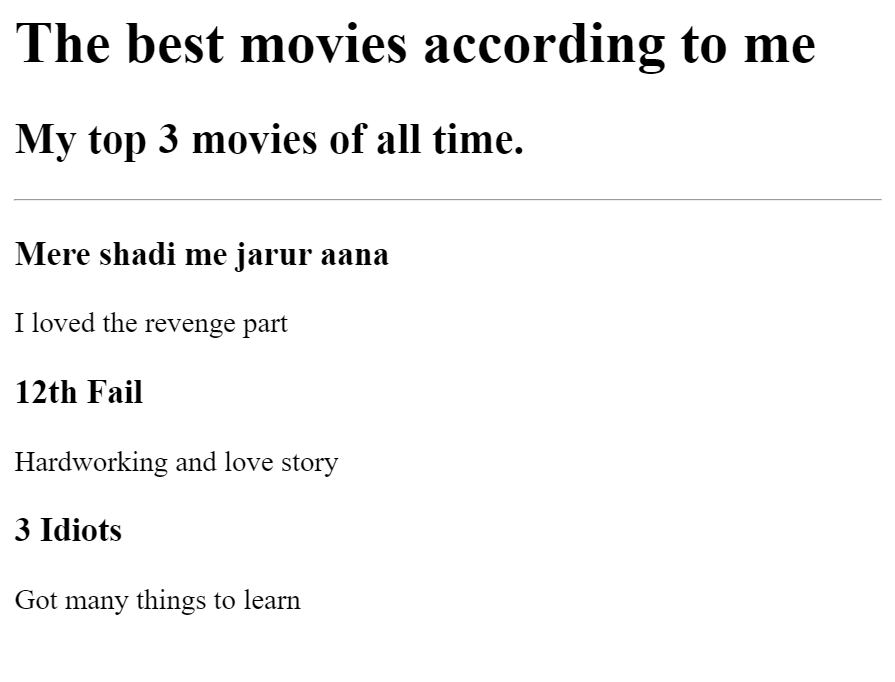 The best movies according to me
My top 3 movies of all time.
Mere shadi me jarur aana
I loved the revenge part
12th Fail
Hardworking and love story
3 Idiots
Got many things to learn